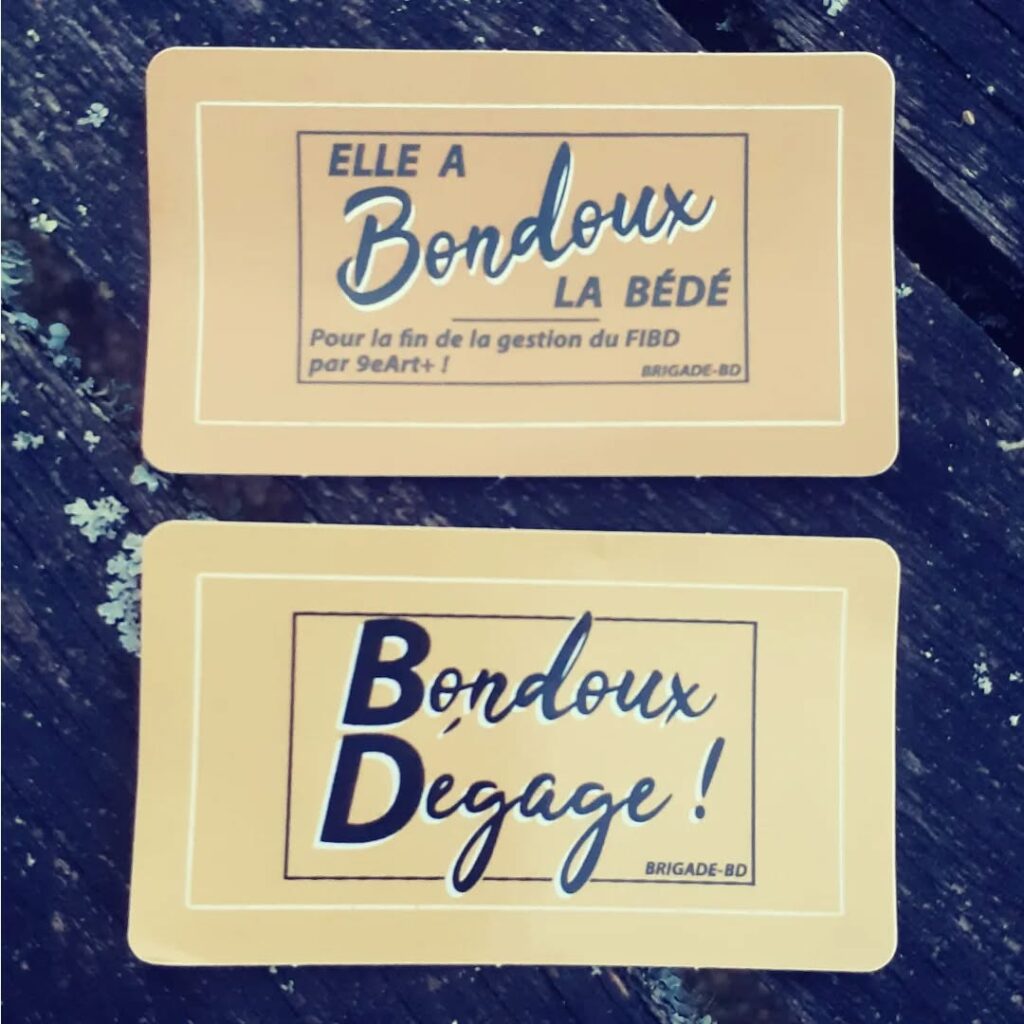 ELLE A
Bondoux
LA BÉDÉ
Pour la fin de la gestion du FIBD
par 9eArt+ !
BRIGADE-BD
Bondoux
Dégage !
BRIGADE-BD